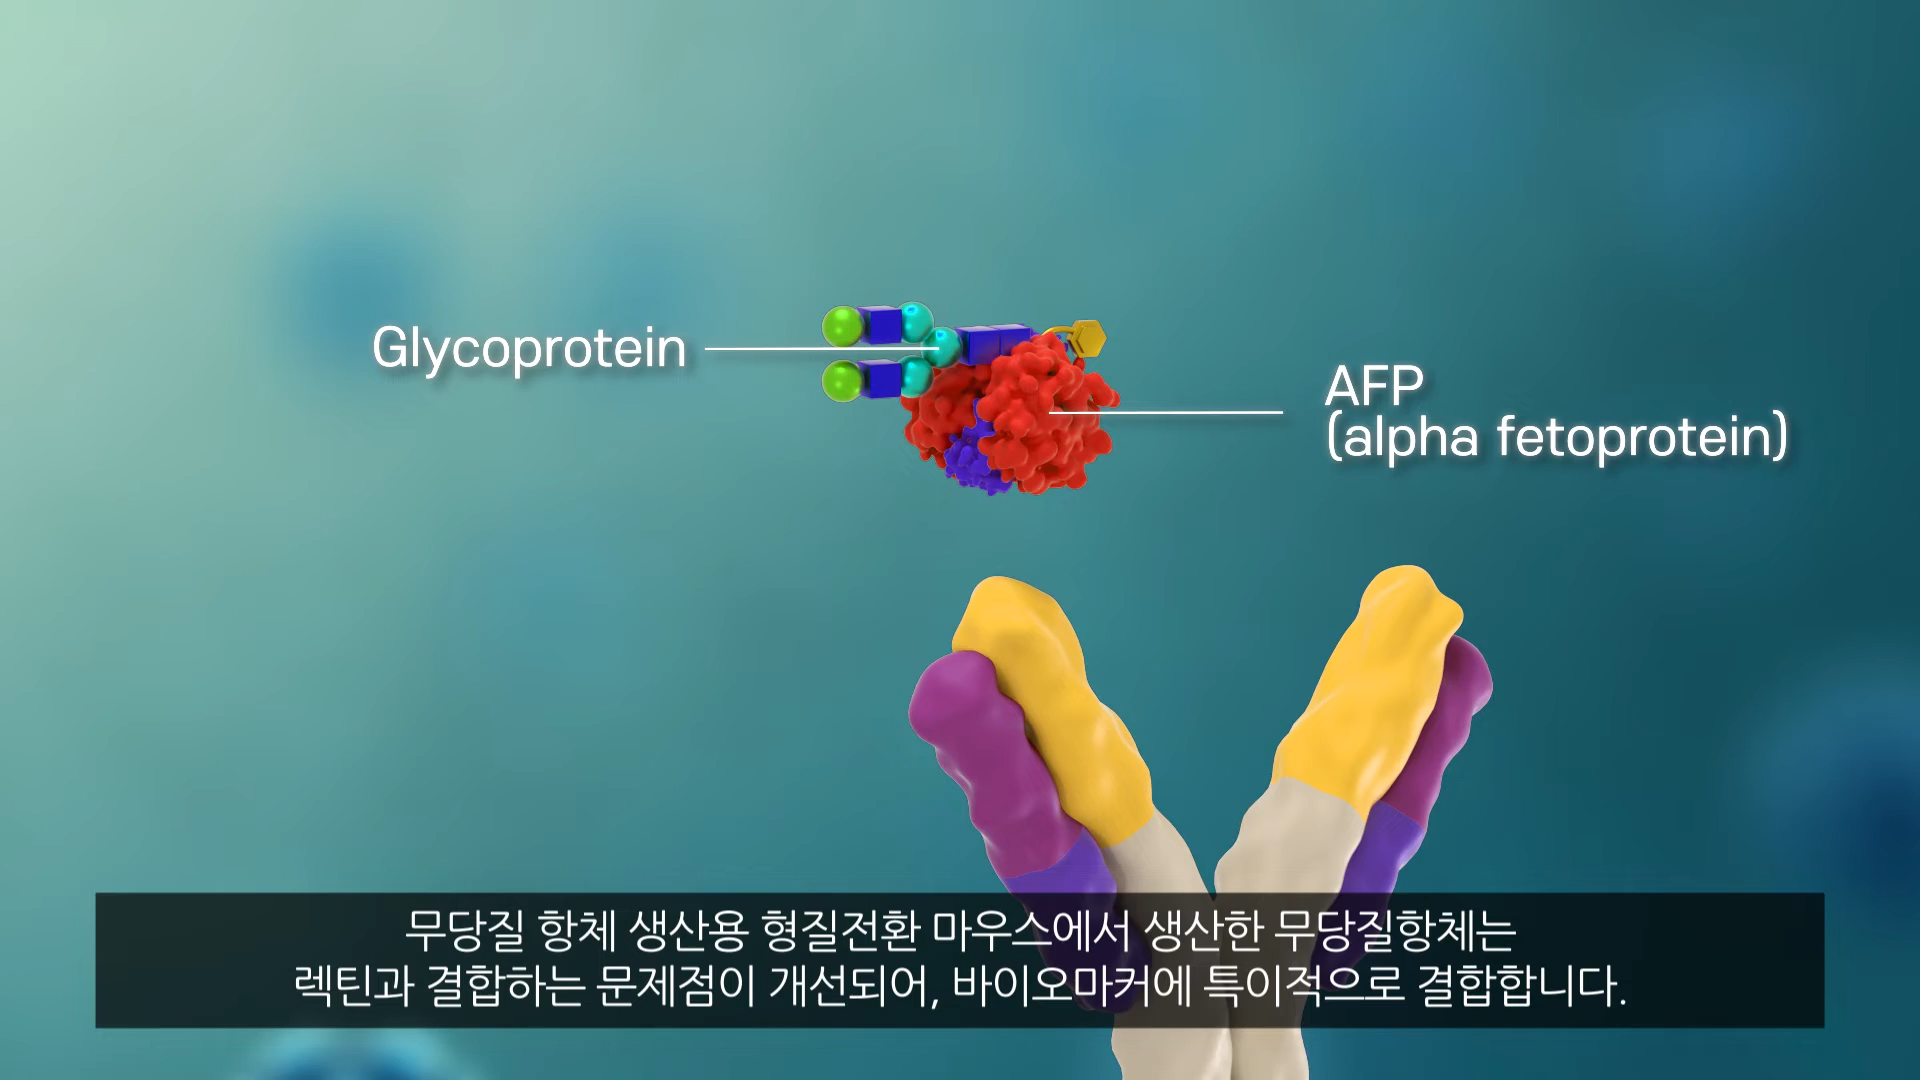 Glycoprotein
AFP
(alpha fetoprotein)
무당질 항체 생산용 형질전환 마우스에서 생산한 무당질항체는
렉틴과 결합하는 문제점이 개선되어, 바이오마커에 특이적으로 결합합니다.